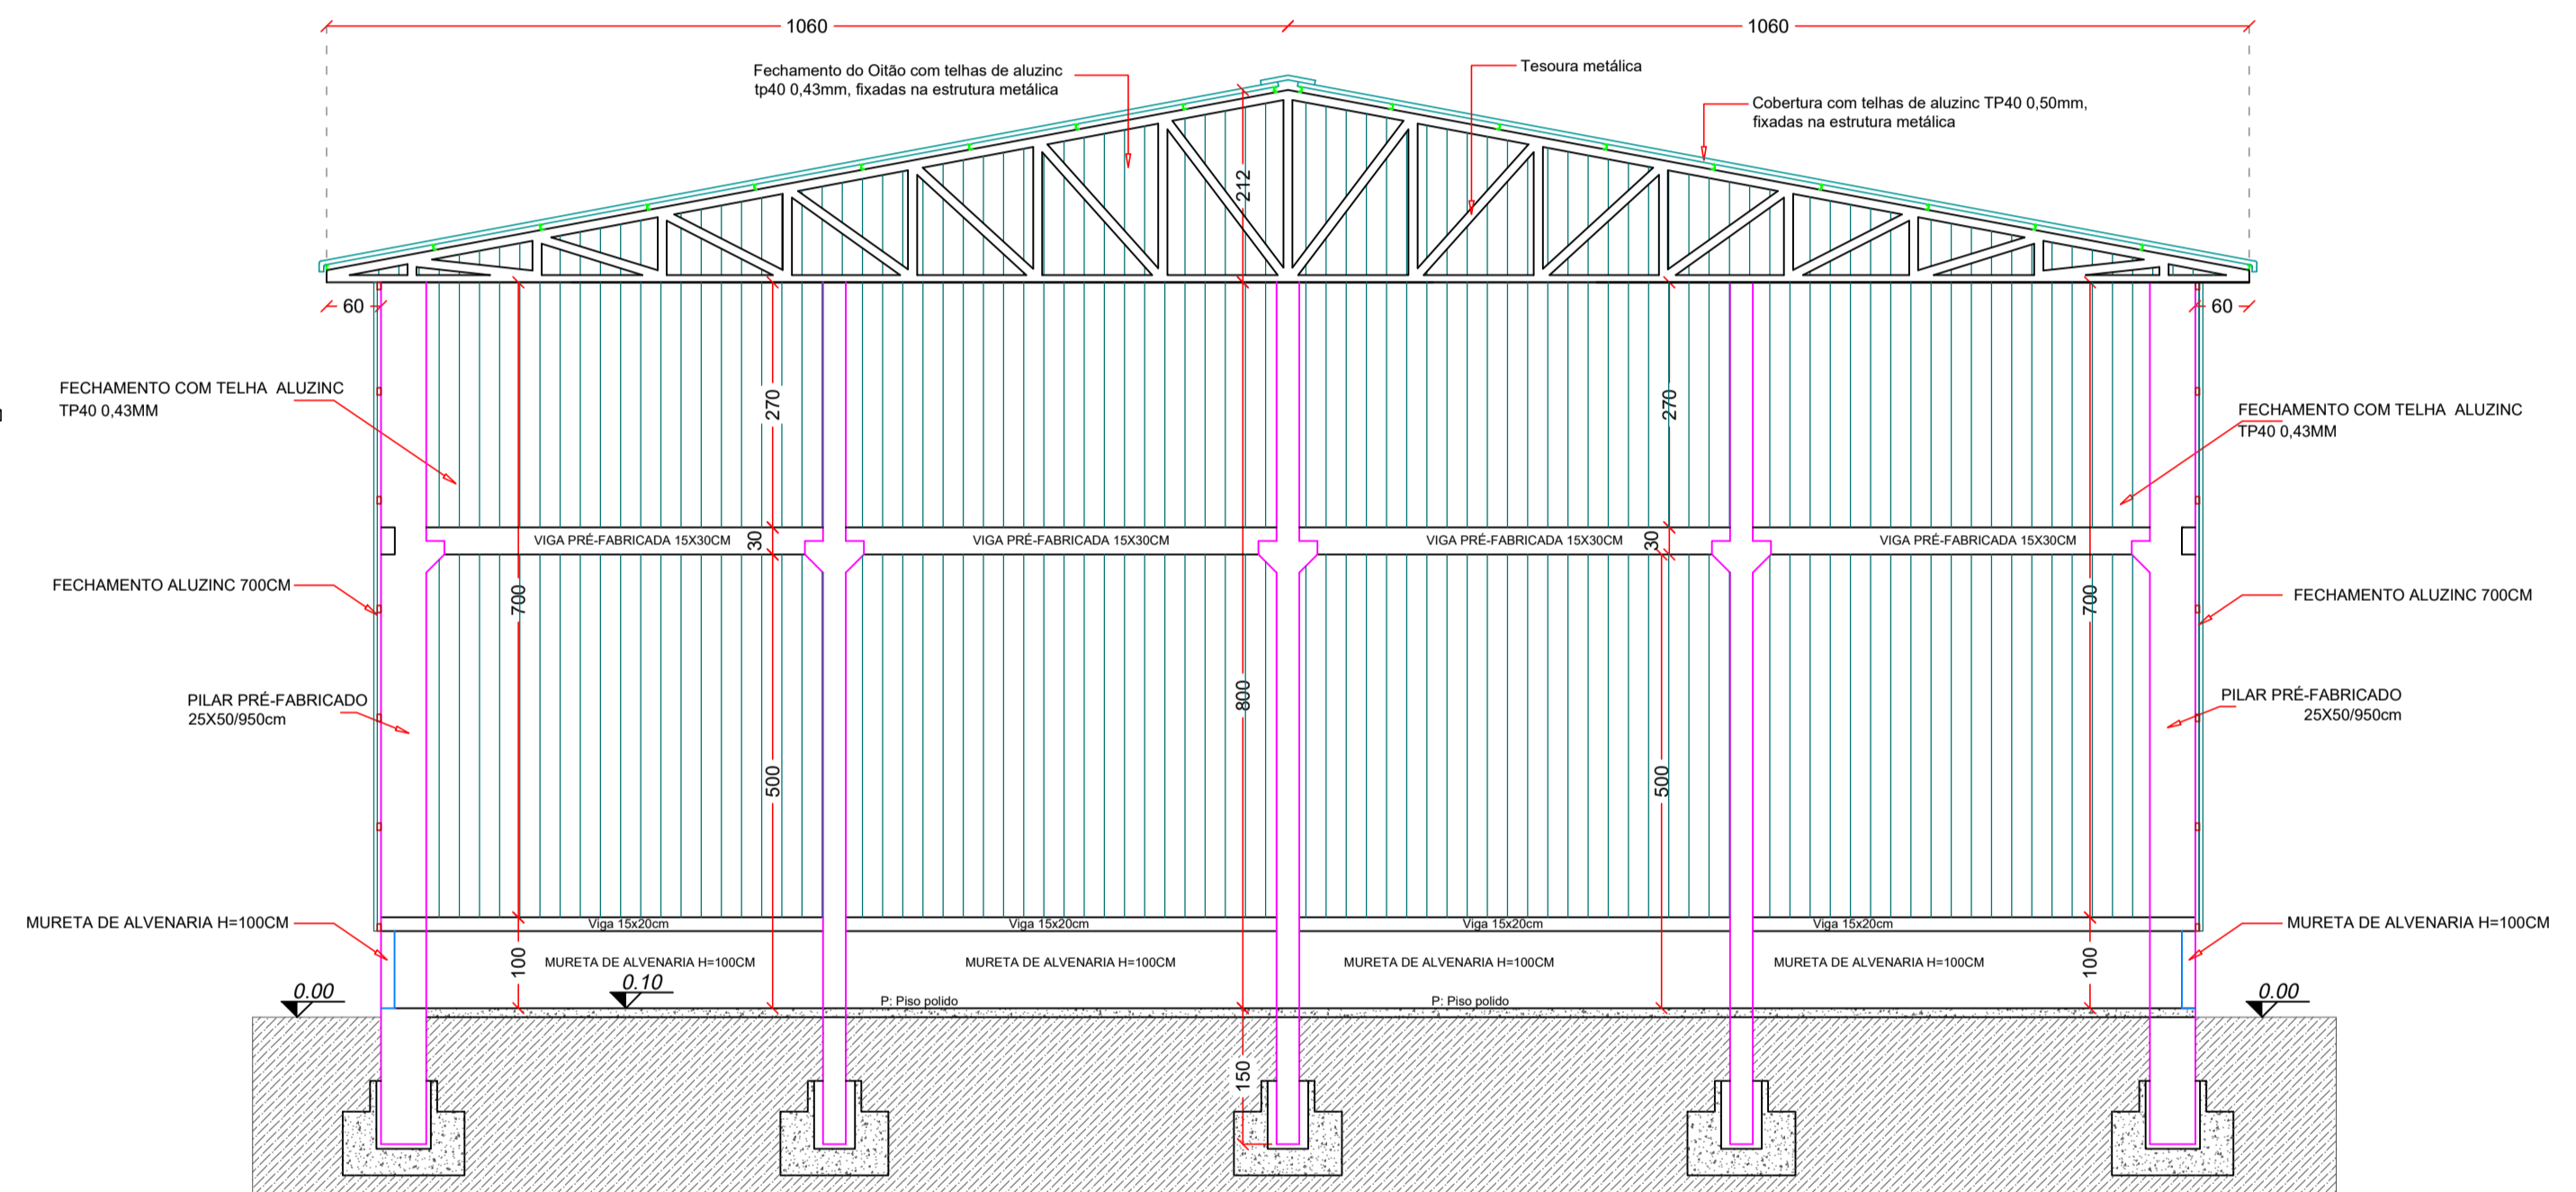 1060
1060
Fechamento do Oitão com telhas de aluzinc
tp40 0,43mm, fixadas na estrutura metálica
Tesoura metálica
Cobertura com telhas de aluzinc TP40 0,50mm,
fixadas na estrutura metálica
212
60
60
FECHAMENTO COM TELHA ALUZINC
TP40 0,43MM
270
270
FECHAMENTO COM TELHA ALUZINC
TP40 0,43MM
VIGA PRÉ-FABRICADA 15X30CM
30
VIGA PRÉ-FABRICADA 15X30CM
VIGA PRÉ-FABRICADA 15X30CM
30
VIGA PRÉ-FABRICADA 15X30CM
FECHAMENTO ALUZINC 700CM
700
700
FECHAMENTO ALUZINC 700CM
PILAR PRÉ-FABRICADO
25X50/950cm
800
PILAR PRÉ-FABRICADO
25X50/950cm
500
500
MURETA DE ALVENARIA H=100CM
Viga 15x20cm
Viga 15x20cm
Viga 15x20cm
Viga 15x20cm
MURETA DE ALVENARIA H=100CM
100
MURETA DE ALVENARIA H=100CM
MURETA DE ALVENARIA H=100CM
MURETA DE ALVENARIA H=100CM
MURETA DE ALVENARIA H=100CM
100
0.00
0.10
P: Piso polido
P: Piso polido
0.00
150